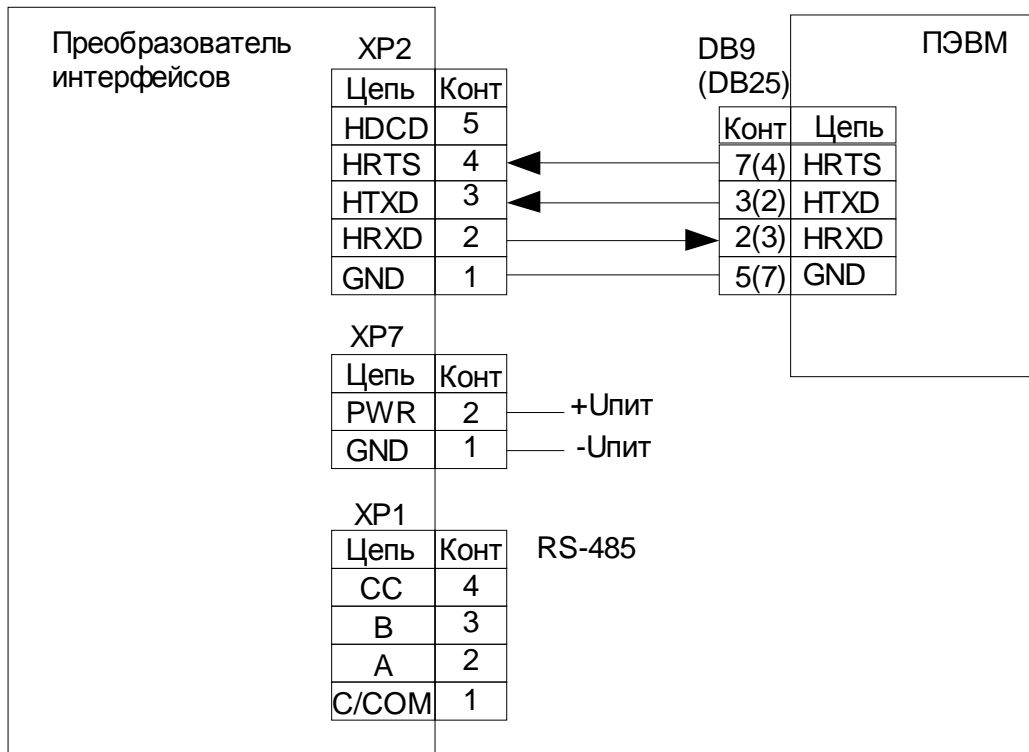 Преобразователь
интерфейсов
XP2
Цепь Конт
HDCD 5
HRTS 4
HTXD 3
HRXD 2
GND 1
DB9
(DB25)
ПЭВМ
Конт Цепь
7(4) HRTS
3(2) HTXD
2(3) HRXD
5(7) GND
XP7
Цепь Конт
PWR 2 +Uпит
GND 1 -Uпит
XP1
Цепь Конт RS-485
CC 4
B 3
A 2
C/COM 1